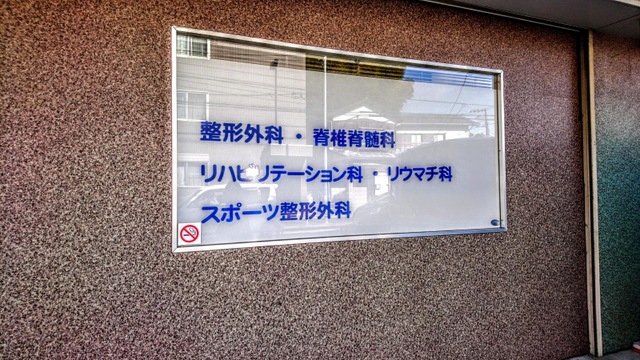 整形外科・脊椎脊髄科
リハビリテーション科・リウマチ科
スポーツ整形外科